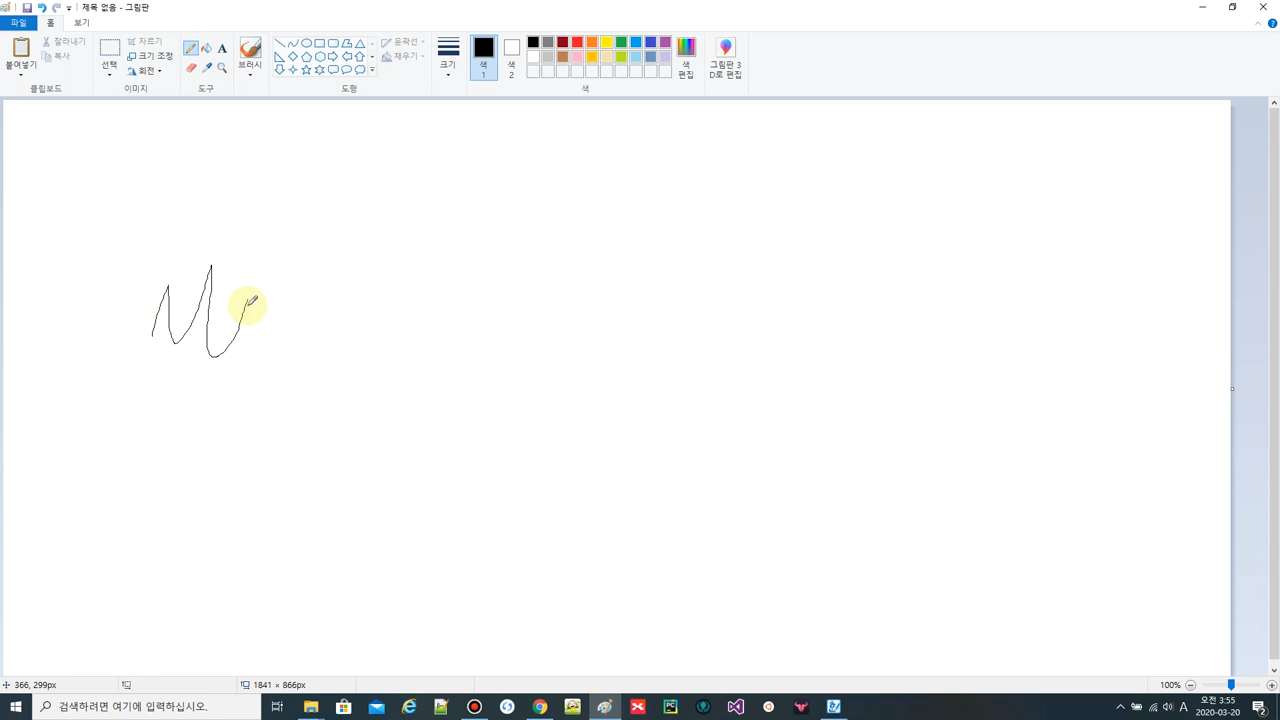 제목 없음 - 그림판
파일 홈 보기
붙여넣기 잘라내기 복사 선택 자르기 크기 조정 회전 A 브러시 윤곽선 채우기 크기 색 1 색 2 색 편집 그림판 3D로 편집
클립보드 이미지 도구 도형 색
366, 299px 1841 × 866px 100%
검색하려면 여기에 입력하십시오. A 오전 3:55
2020-03-20 2